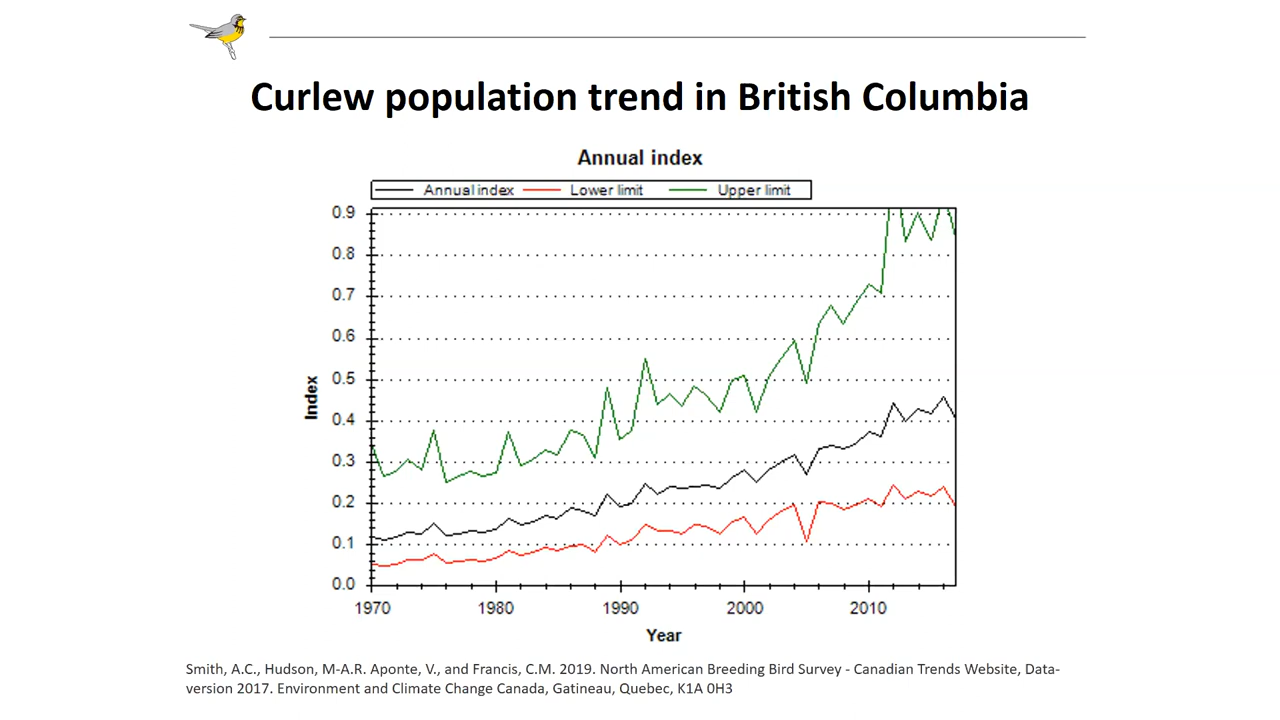 Curlew population trend in British Columbia
Annual index
Annual index Lower limit Upper limit
0.9
0.8
0.7
0.6
0.5
0.4
0.3
0.2
0.1
0.0
Index
1970 1980 1990 2000 2010
Year
Smith, A.C., Hudson, M-A.R. Aponte, V., and Francis, C.M. 2019. North American Breeding Bird Survey - Canadian Trends Website, Data-
version 2017. Environment and Climate Change Canada, Gatineau, Quebec, K1A 0H3